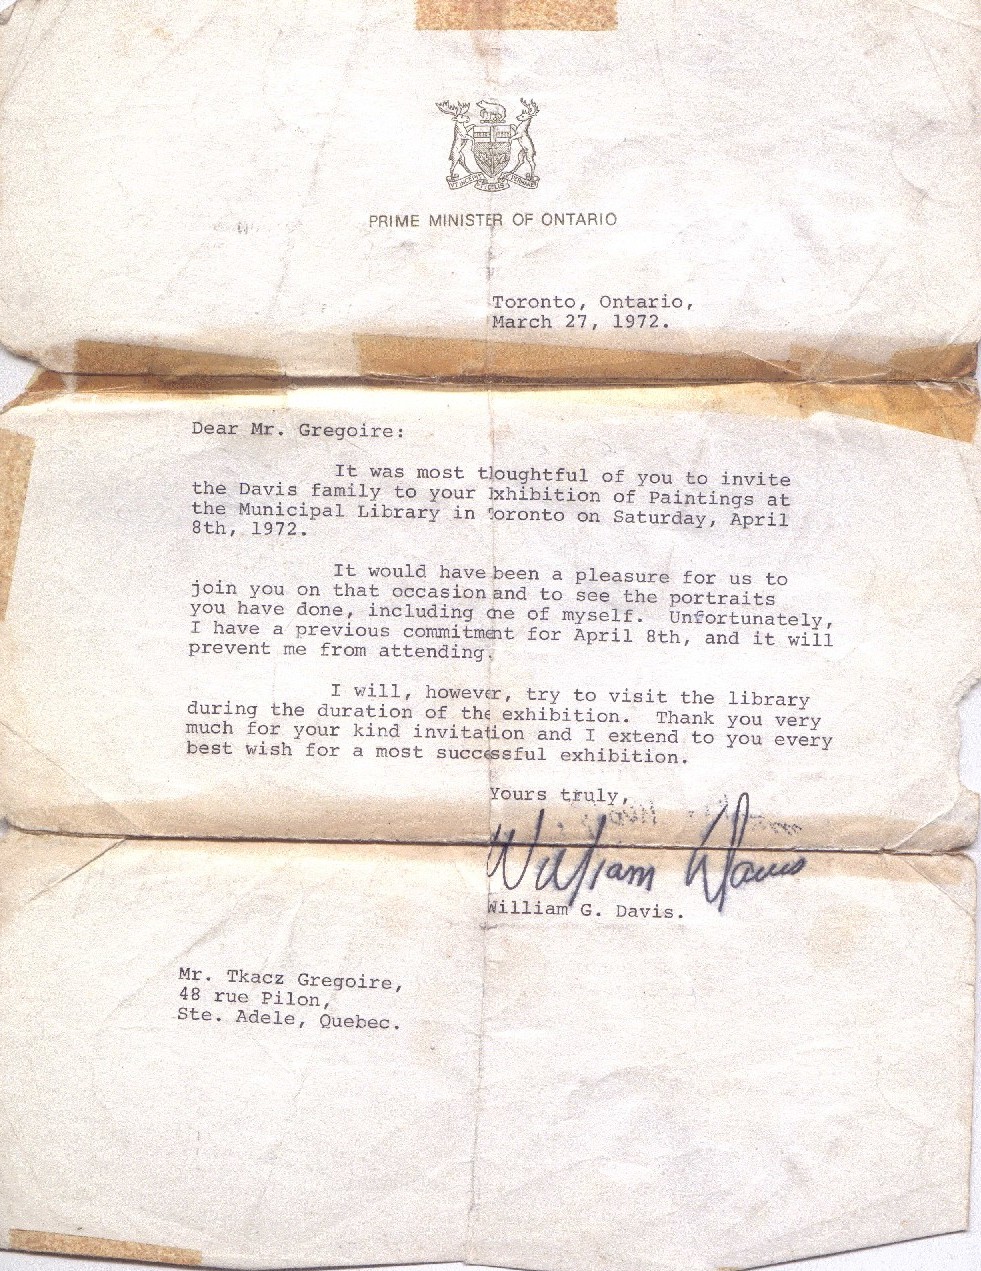 PRIME MINISTER OF ONTARIO
Toronto, Ontario,
March 27, 1972.
Dear Mr. Gregoire:
It was most thoughtful of you to invite
the Davis family to your Exhibition of Paintings at
the Municipal Library in Toronto on Saturday, April
8th, 1972.
It would have been a pleasure for us to
join you on that occasion and to see the portraits
you have done, including one of myself.  Unfortunately,
I have a previous commitment for April 8th, and it will
prevent me from attending.
I will, however, try to visit the library
during the duration of the exhibition.  Thank you very
much for your kind invitation and I extend to you every
best wish for a most successful exhibition.
Yours truly,
William Davis
William G. Davis.
Mr. Tkacz Gregoire,
48 rue Pilon,
Ste. Adele, Quebec.